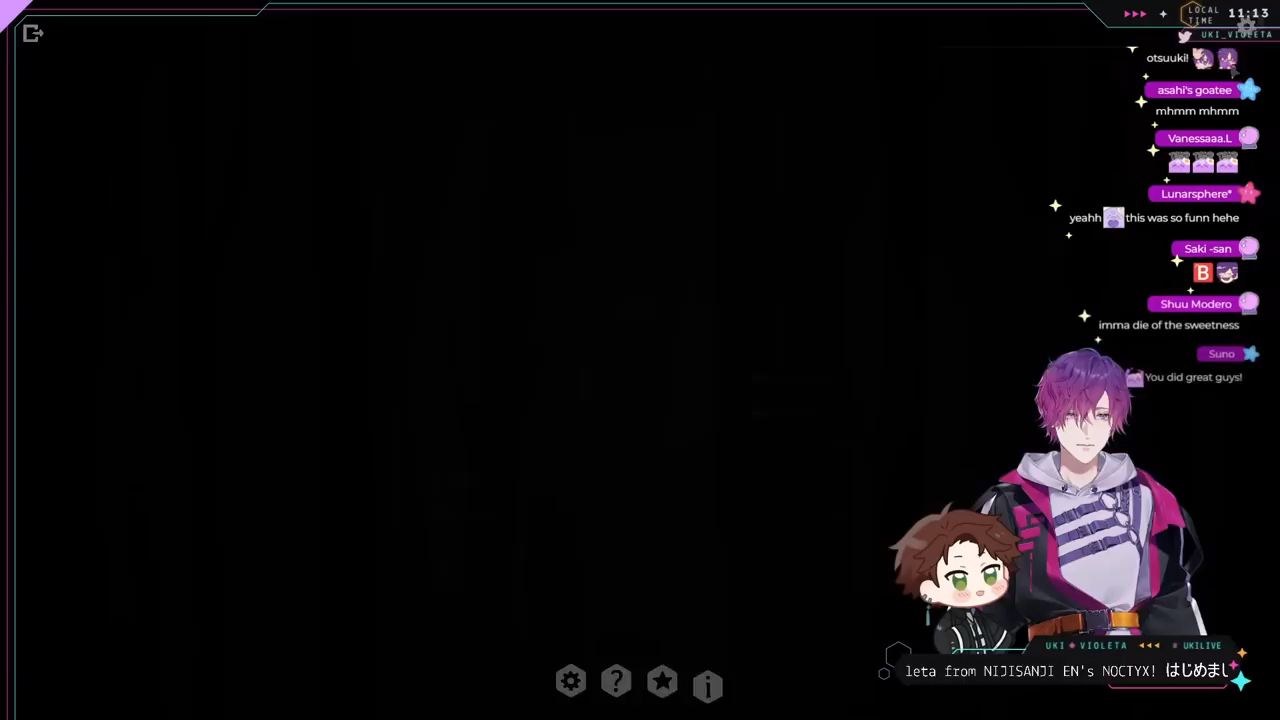 LOCAL TIME 11:13
UKI_VIOLETA
otsuuki!
asahi's goatee
mhmm mhmm
Vanessaaa.L
Lunarsphere*
yeahh this was so funn hehe
Saki -san
B
Shuu Modero
imma die of the sweetness
Suno
You did great guys!
UKI VIOLETA UKILIVE
leta from NIJISANJI EN's NOCTYX! はじめまし